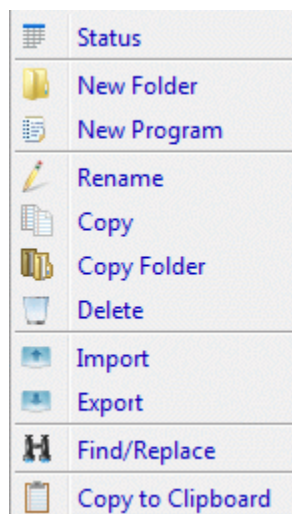 Status
New Folder
New Program
Rename
Copy
Copy Folder
Delete
Import
Export
Find/Replace
Copy to Clipboard